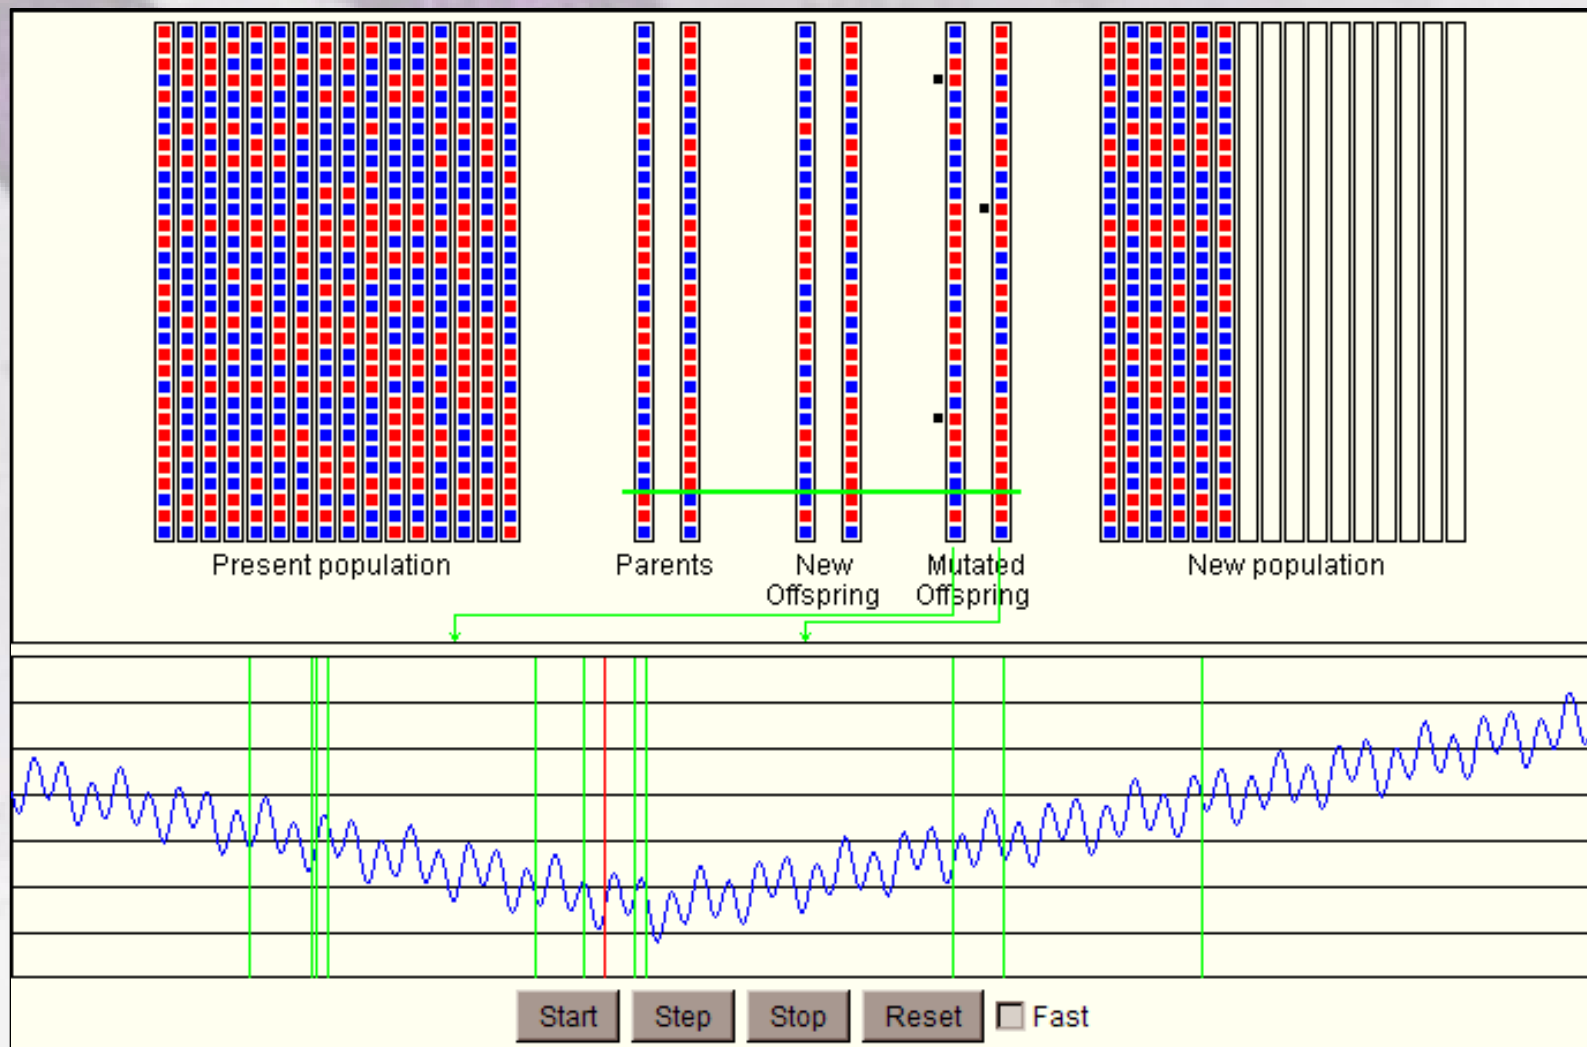 Present population
Parents
New
Offspring
Mutated
Offspring
New population
Start
Step
Stop
Reset
Fast